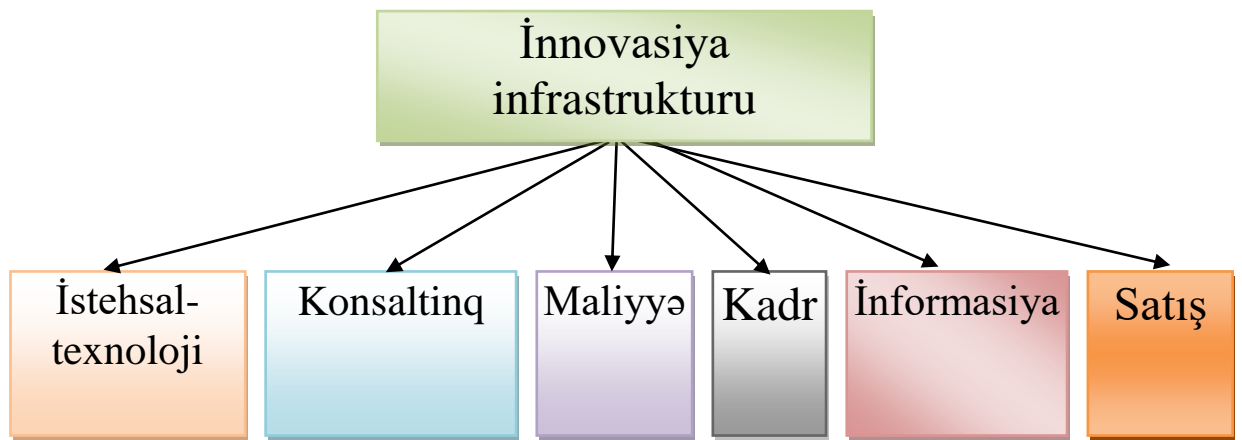 İnnovasiya
infrastrukturu
İstehsal-
texnoloji
Konsaltinq
Maliyyə
Kadr
İnformasiya
Satış